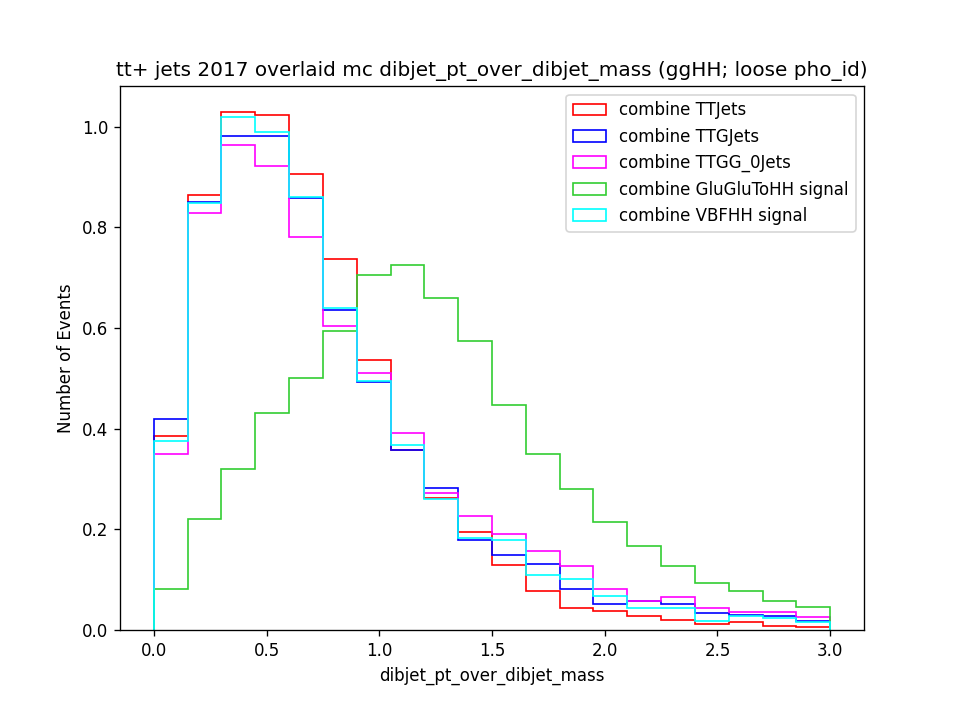 tt+ jets 2017 overlaid mc dibjet_pt_over_dibjet_mass (ggHH; loose pho_id)
combine TTJets
combine TTGJets
combine TTGG_0Jets
combine GluGluToHH signal
combine VBFHH signal
Number of Events
1.0
0.8
0.6
0.4
0.2
0.0
0.0 0.5 1.0 1.5 2.0 2.5 3.0
dibjet_pt_over_dibjet_mass